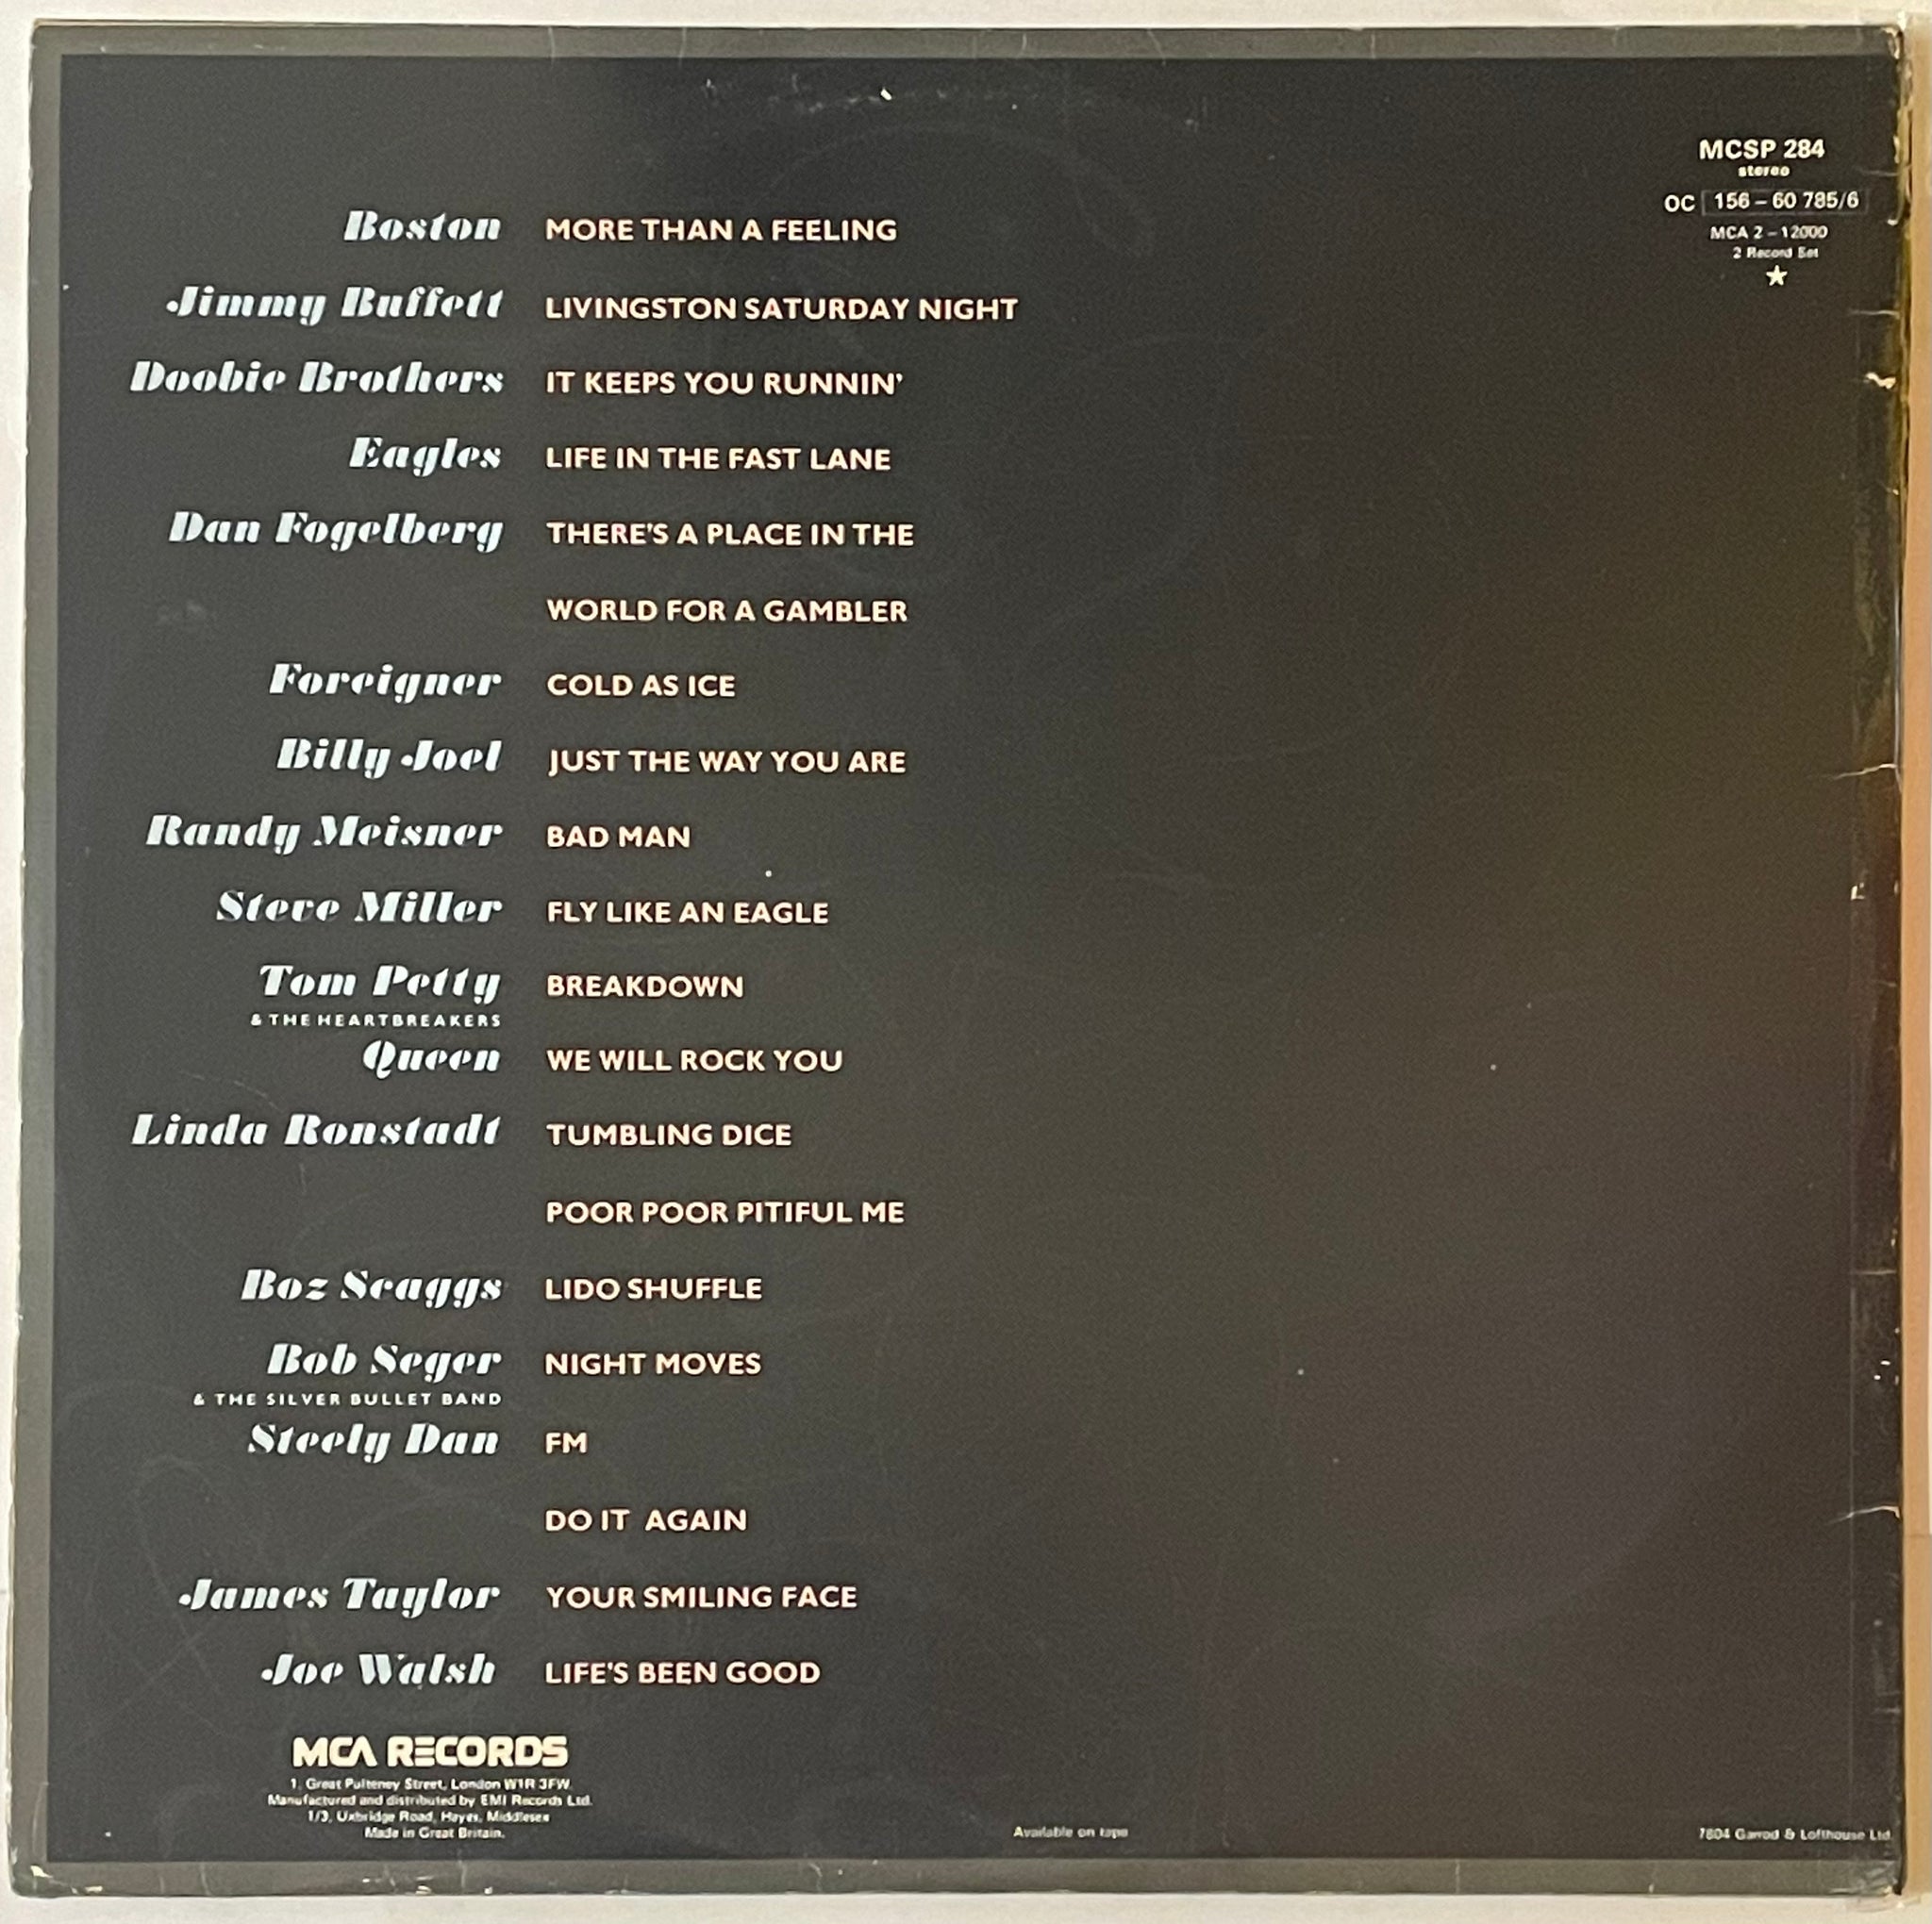 MCSP 284
stereo
OC 156 – 60 785/6
MCA 2 – 12000
2 Record Set
Boston MORE THAN A FEELING
Jimmy Buffett LIVINGSTON SATURDAY NIGHT
Doobie Brothers IT KEEPS YOU RUNNIN'
Eagles LIFE IN THE FAST LANE
Dan Fogelberg THERE'S A PLACE IN THE
WORLD FOR A GAMBLER
Foreigner COLD AS ICE
Billy Joel JUST THE WAY YOU ARE
Randy Meisner BAD MAN
Steve Miller FLY LIKE AN EAGLE
Tom Petty BREAKDOWN
& THE HEARTBREAKERS
Queen WE WILL ROCK YOU
Linda Ronstadt TUMBLING DICE
POOR POOR PITIFUL ME
Boz Scaggs LIDO SHUFFLE
Bob Seger NIGHT MOVES
& THE SILVER BULLET BAND
Steely Dan FM
DO IT AGAIN
James Taylor YOUR SMILING FACE
Joe Walsh LIFE'S BEEN GOOD
MCA RECORDS
1, Great Pulteney Street, London W1R 3FW.
Manufactured and distributed by EMI Records Ltd.
1/3, Uxbridge Road, Hayes, Middlesex
Made in Great Britain.
Available on tape
7804 Garrod & Lofthouse Ltd.